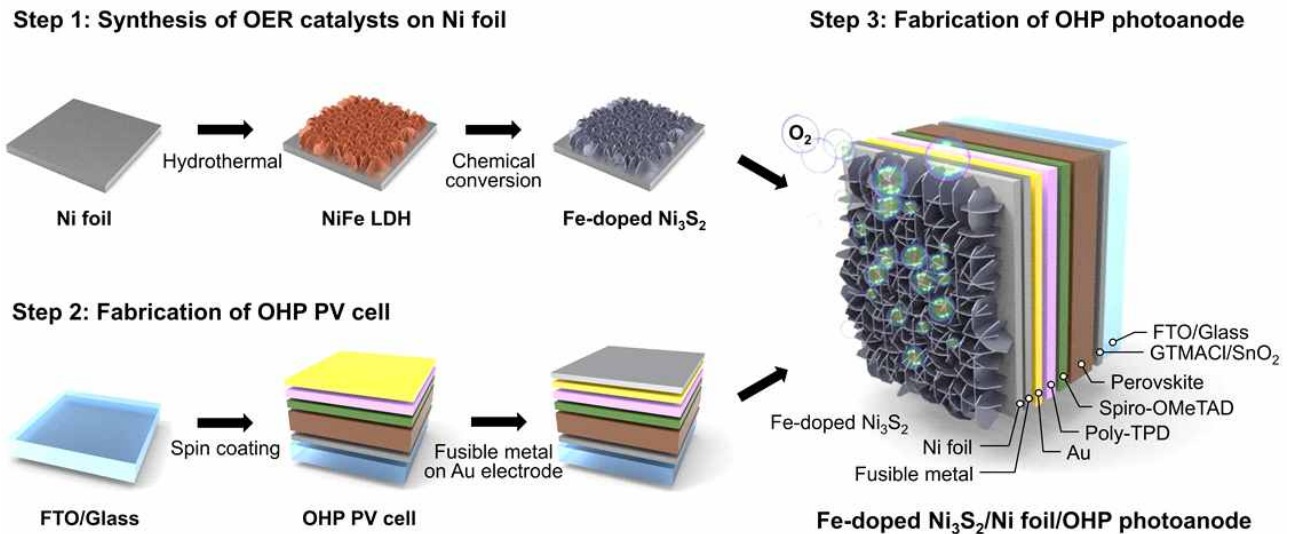 Step 1: Synthesis of OER catalysts on Ni foil
Hydrothermal
Chemical
conversion
Ni foil
NiFe LDH
Fe-doped Ni₃S₂
Step 2: Fabrication of OHP PV cell
Spin coating
Fusible metal
on Au electrode
FTO/Glass
OHP PV cell
Step 3: Fabrication of OHP photoanode
O₂
FTO/Glass
GTMACl/SnO₂
Perovskite
Spiro-OMeTAD
Poly-TPD
Au
Fe-doped Ni₃S₂
Ni foil
Fusible metal
Fe-doped Ni₃S₂/Ni foil/OHP photoanode